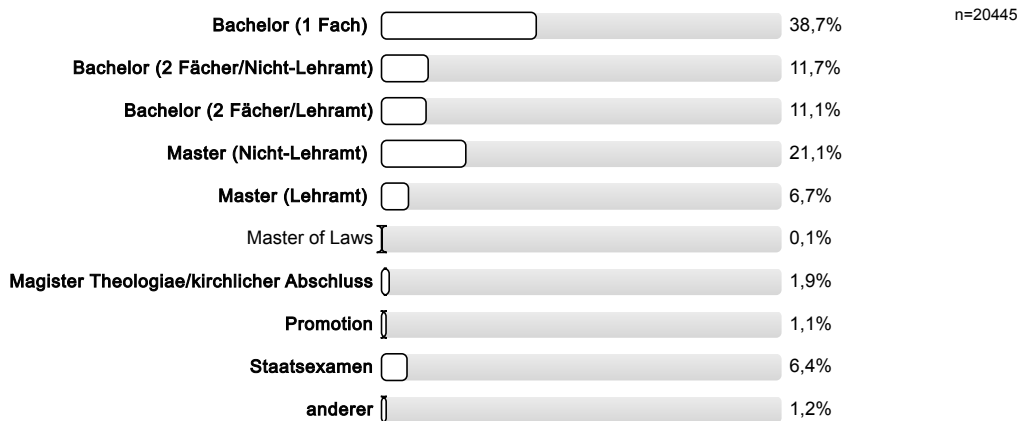 Bachelor (1 Fach) 38,7% n=20445
Bachelor (2 Fächer/Nicht-Lehramt) 11,7%
Bachelor (2 Fächer/Lehramt) 11,1%
Master (Nicht-Lehramt) 21,1%
Master (Lehramt) 6,7%
Master of Laws 0,1%
Magister Theologiae/kirchlicher Abschluss 1,9%
Promotion 1,1%
Staatsexamen 6,4%
anderer 1,2%